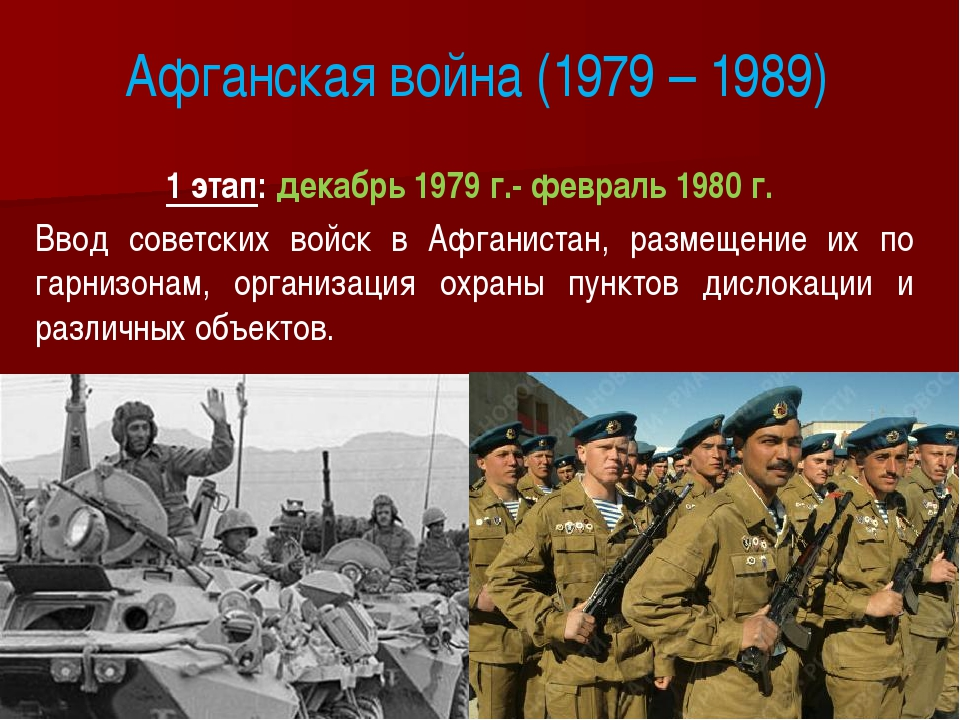 Афганская война (1979 – 1989)
1 этап: декабрь 1979 г.- февраль 1980 г.
Ввод советских войск в Афганистан, размещение их по
гарнизонам, организация охраны пунктов дислокации и
различных объектов.